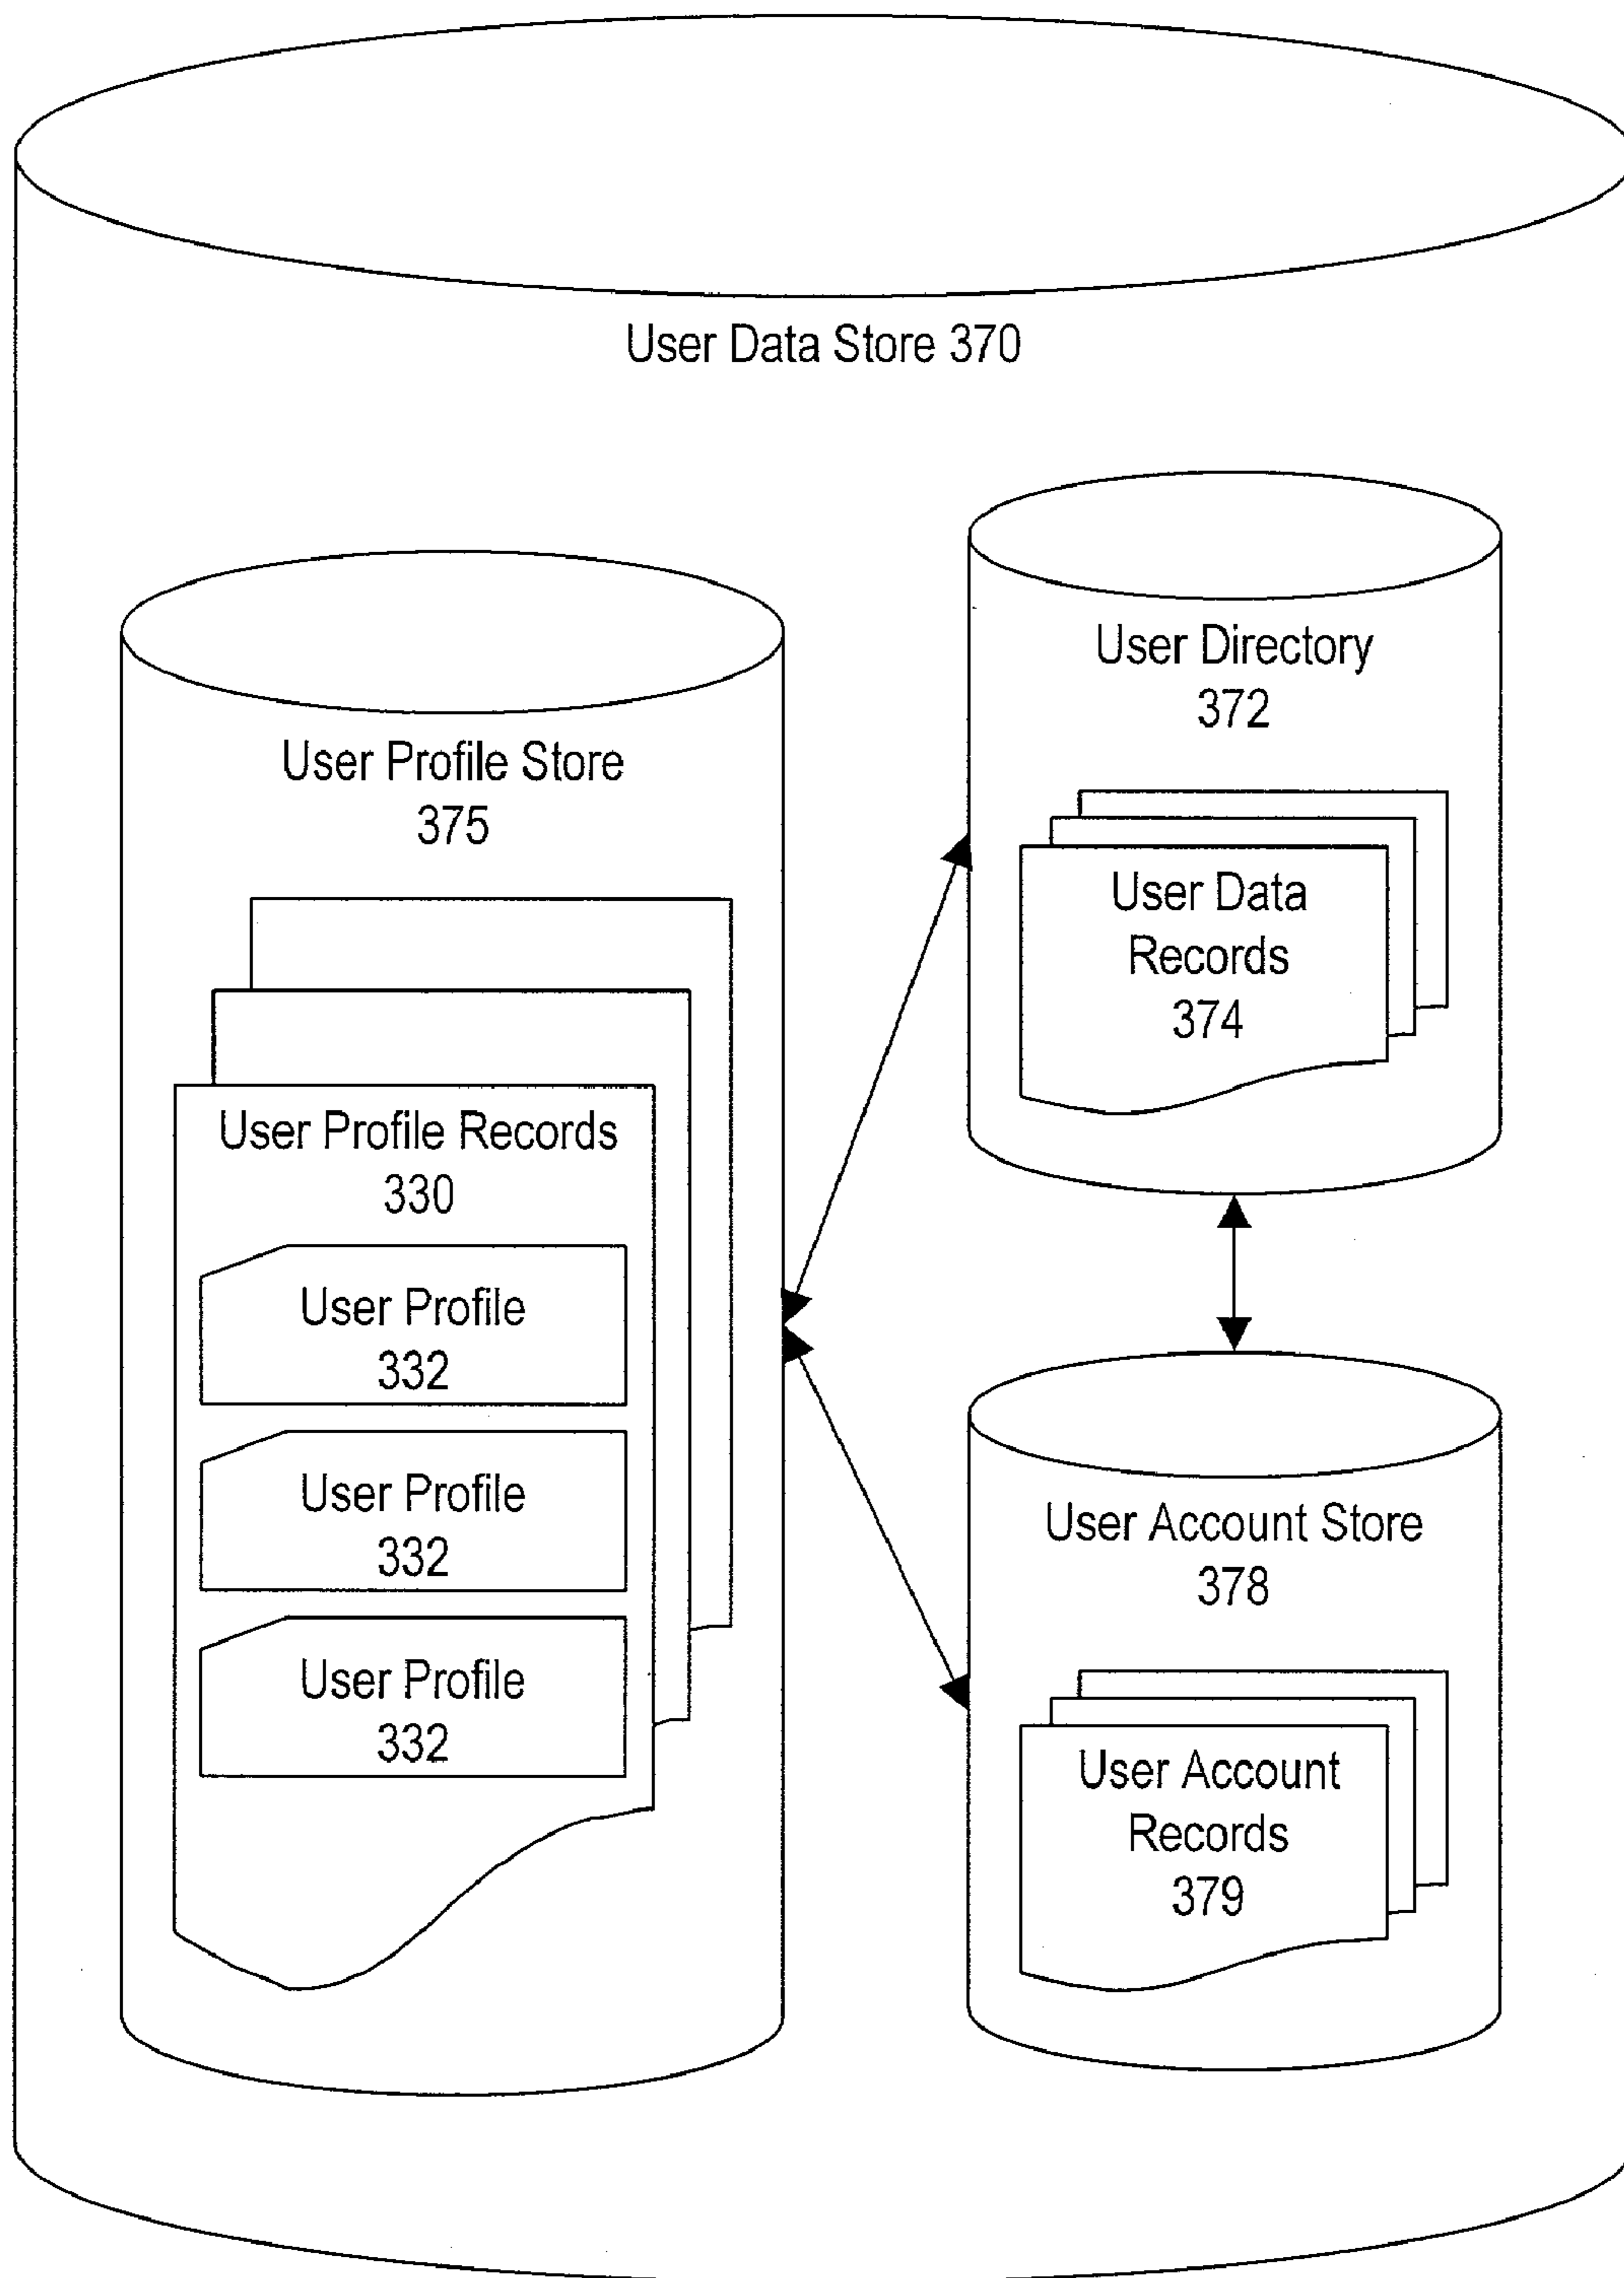 User Data Store 370
User Profile Store
375
User Profile Records
330
User Profile
332
User Profile
332
User Profile
332
User Directory
372
User Data
Records
374
User Account Store
378
User Account
Records
379